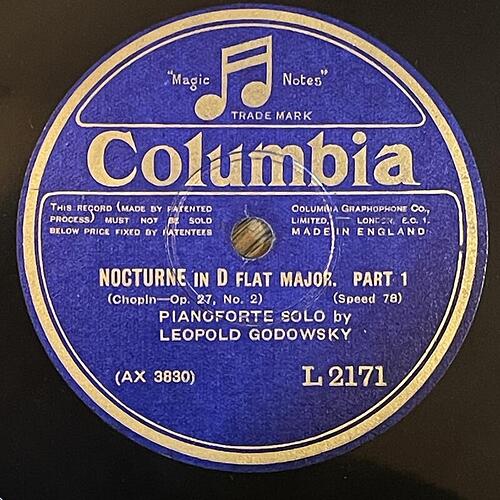 "Magic Notes"
TRADE MARK
Columbia
THIS RECORD (MADE BY PATENTED
PROCESS) MUST NOT BE SOLD
BELOW PRICE FIXED BY PATENTEES
COLUMBIA GRAPHOPHONE CO.,
LIMITED, — LONDON, E.C. 1.
MADE IN ENGLAND
NOCTURNE IN D FLAT MAJOR. PART 1
(Chopin—Op. 27, No. 2) (Speed 78)
PIANOFORTE SOLO by
LEOPOLD GODOWSKY
(AX 3830) L 2171